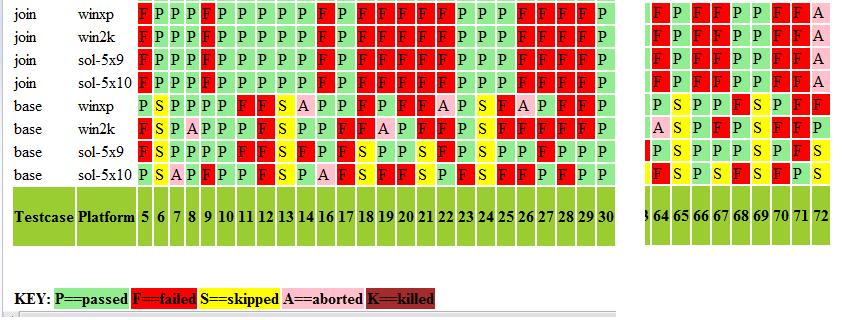 join winxp F P P P F P P P P P F P F F F F F P P P F F F F P F P F F P P F F A
join win2k F P P P F P P P P P F P F F F F F P P P F F F F P F P F F P P F F A
join sol-5x9 F P P P F P P P P P F P F F F F F P P P F F F F P F P F F P P F F A
join sol-5x10 F P P P F P P P P P F P F F F F F P P P F F F F P F P F F P P F F A
base winxp P S P P P P F F S A P P F P F F A P S F A P F F P P S P P F S P F F
base win2k F S P A P P P F S P P F F A P F F P S F F F F F P A S P F P S F F P
base sol-5x9 F S P P P P F F S F P F S P P S F P S P P F P P P P S P P P S P F S
base sol-5x10 P S A P F P P F S P A F S F F S P F S F F P F P P F S P S F S F P S
Testcase Platform 5 6 7 8 9 10 11 12 13 14 16 17 18 19 20 21 22 23 24 25 26 27 28 29 30 64 65 66 67 68 69 70 71 72
KEY: P==passed F==failed S==skipped A==aborted K==killed